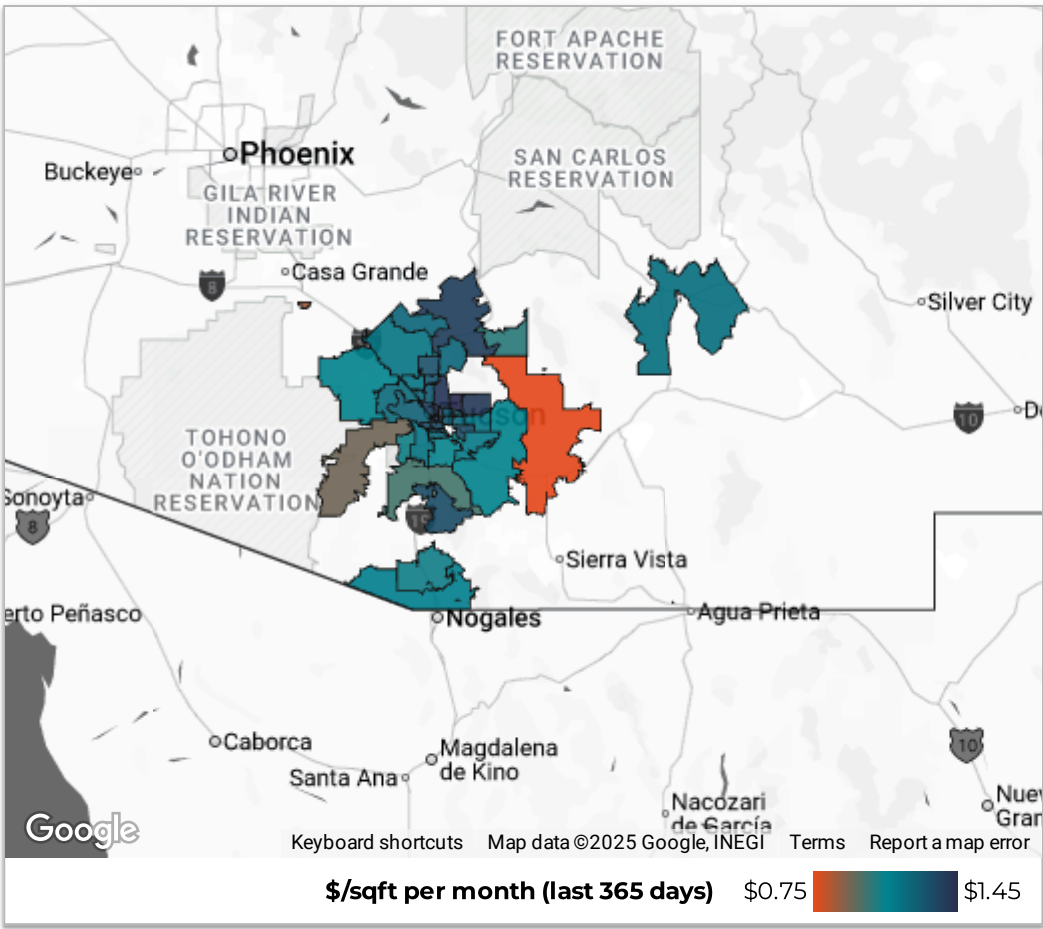 FORT APACHE
RESERVATION
Phoenix
Buckeye
SAN CARLOS
RESERVATION
GILA RIVER
INDIAN
RESERVATION
Casa Grande
8
Silver City
10
TOHONO
O'ODHAM
NATION
RESERVATION
Sonoyta
8
Sierra Vista
erto Peñasco
Nogales
Agua Prieta
Caborca
Magdalena
de Kino
Santa Ana
10
Nacozari
de García
Google
Keyboard shortcuts
Map data ©2025 Google, INEGI
Terms
Report a map error
$/sqft per month (last 365 days)
$0.75
$1.45